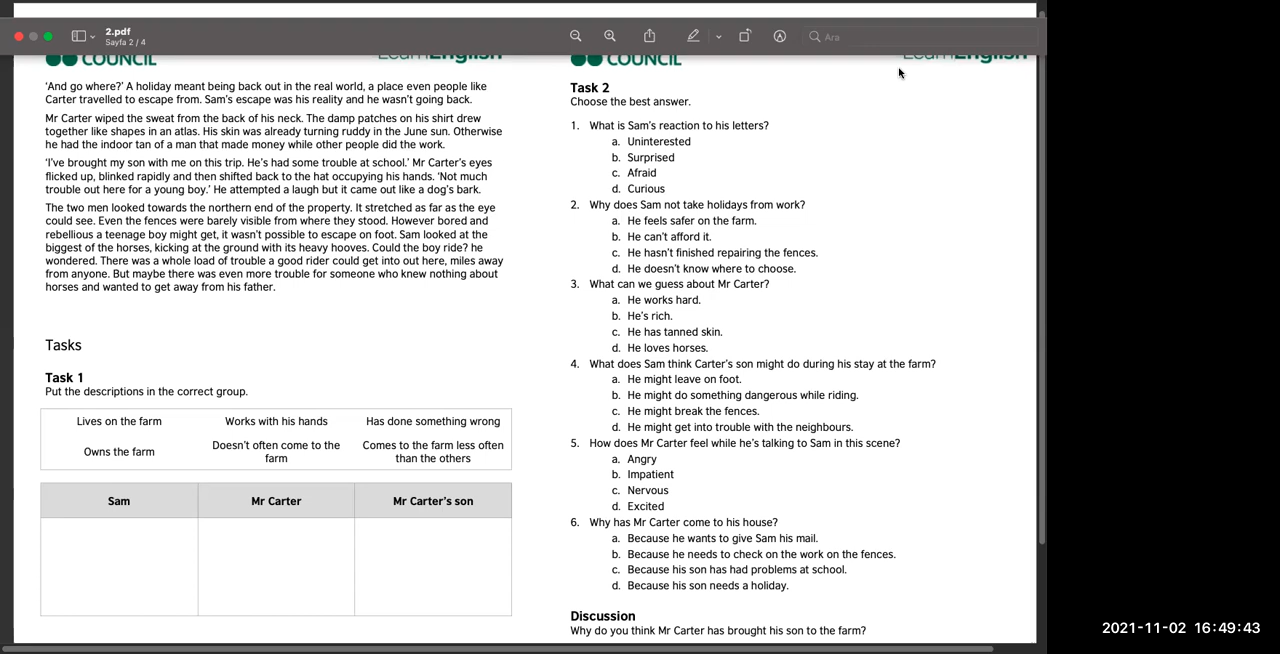 2.pdf
Sayfa 2 / 4
Ara
COUNCIL
LearnEnglish
COUNCIL
LearnEnglish
‘And go where?’ A holiday meant being back out in the real world, a place even people like
Carter travelled to escape from. Sam’s escape was his reality and he wasn’t going back.
Mr Carter wiped the sweat from the back of his neck. The damp patches on his shirt drew
together like shapes in an atlas. His skin was already turning ruddy in the June sun. Otherwise
he had the indoor tan of a man that made money while other people did the work.
‘I’ve brought my son with me on this trip. He’s had some trouble at school.’ Mr Carter’s eyes
flicked up, blinked rapidly and then shifted back to the hat occupying his hands. ‘Not much
trouble out here for a young boy.’ He attempted a laugh but it came out like a dog’s bark.
The two men looked towards the northern end of the property. It stretched as far as the eye
could see. Even the fences were barely visible from where they stood. However bored and
rebellious a teenage boy might get, it wasn’t possible to escape on foot. Sam looked at the
biggest of the horses, kicking at the ground with its heavy hooves. Could the boy ride? he
wondered. There was a whole load of trouble a good rider could get into out here, miles away
from anyone. But maybe there was even more trouble for someone who knew nothing about
horses and wanted to get away from his father.
Tasks
Task 1
Put the descriptions in the correct group.
Lives on the farm
Works with his hands
Has done something wrong
Owns the farm
Doesn’t often come to the
farm
Comes to the farm less often
than the others
Sam
Mr Carter
Mr Carter’s son
Task 2
Choose the best answer.
1. What is Sam’s reaction to his letters?
a. Uninterested
b. Surprised
c. Afraid
d. Curious
2. Why does Sam not take holidays from work?
a. He feels safer on the farm.
b. He can’t afford it.
c. He hasn’t finished repairing the fences.
d. He doesn’t know where to choose.
3. What can we guess about Mr Carter?
a. He works hard.
b. He’s rich.
c. He has tanned skin.
d. He loves horses.
4. What does Sam think Carter’s son might do during his stay at the farm?
a. He might leave on foot.
b. He might do something dangerous while riding.
c. He might break the fences.
d. He might get into trouble with the neighbours.
5. How does Mr Carter feel while he’s talking to Sam in this scene?
a. Angry
b. Impatient
c. Nervous
d. Excited
6. Why has Mr Carter come to his house?
a. Because he wants to give Sam his mail.
b. Because he needs to check on the work on the fences.
c. Because his son has had problems at school.
d. Because his son needs a holiday.
Discussion
Why do you think Mr Carter has brought his son to the farm?
2021-11-02 16:49:43